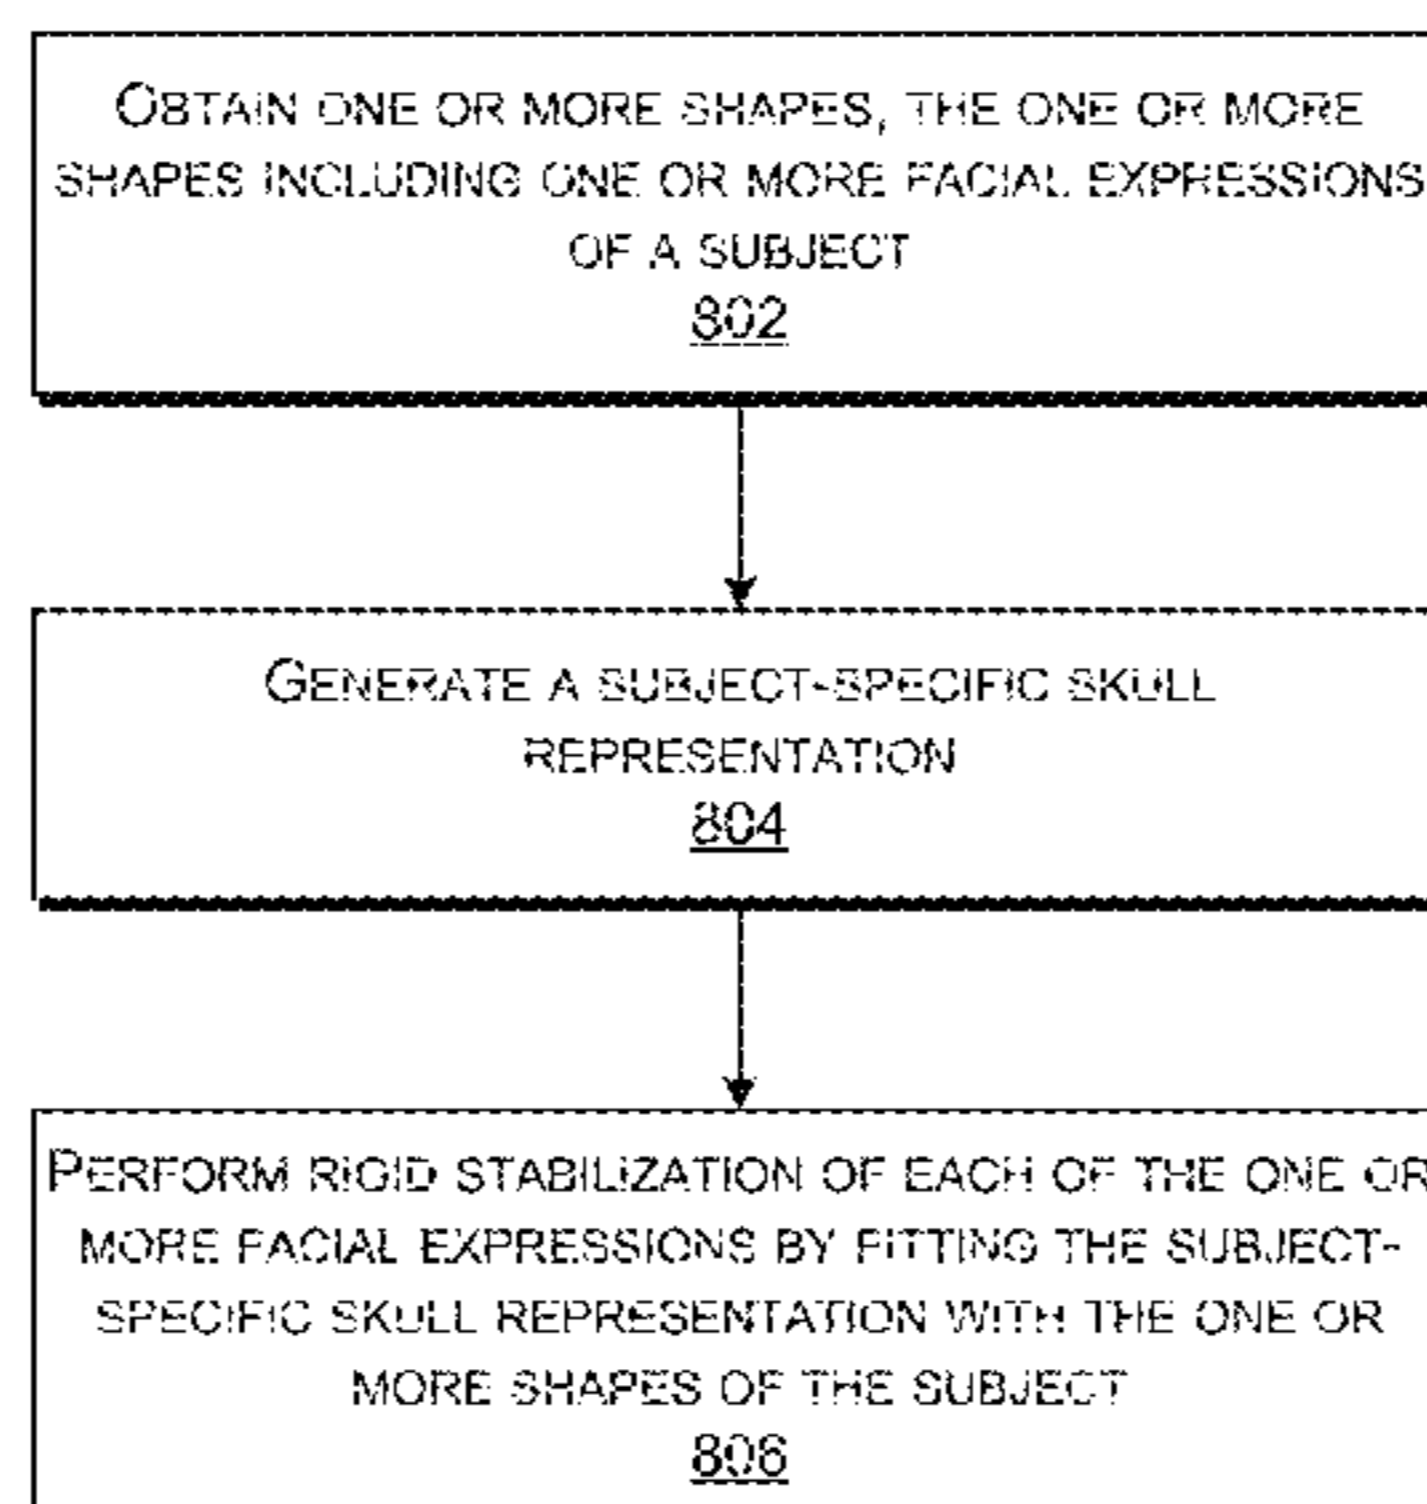 OBTAIN ONE OR MORE SHAPES, THE ONE OR MORE
SHAPES INCLUDING ONE OR MORE FACIAL EXPRESSIONS
OF A SUBJECT
802
GENERATE A SUBJECT-SPECIFIC SKULL
REPRESENTATION
804
PERFORM RIGID STABILIZATION OF EACH OF THE ONE OR
MORE FACIAL EXPRESSIONS BY FITTING THE SUBJECT-
SPECIFIC SKULL REPRESENTATION WITH THE ONE OR
MORE SHAPES OF THE SUBJECT
806